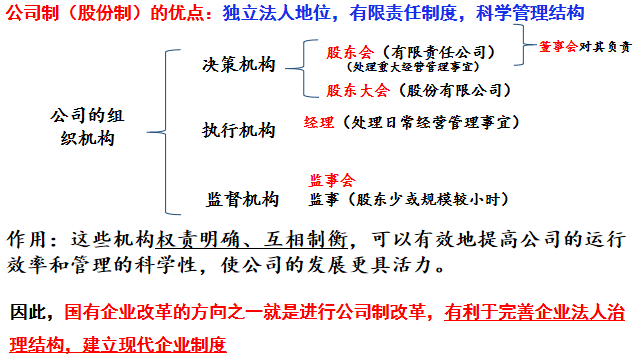 公司制（股份制）的优点：独立法人地位，有限责任制度，科学管理结构
股东会（有限责任公司）
（处理重大经营管理事宜）
董事会对其负责
决策机构
股东大会（股份有限公司）
公司的组
织机构
执行机构
经理（处理日常经营管理事宜）
监事会
监督机构
监事（股东少或规模较小时）
作用：这些机构权责明确、互相制衡，可以有效地提高公司的运行
效率和管理的科学性，使公司的发展更具活力。
因此，国有企业改革的方向之一就是进行公司制改革，有利于完善企业法人治
理结构，建立现代企业制度